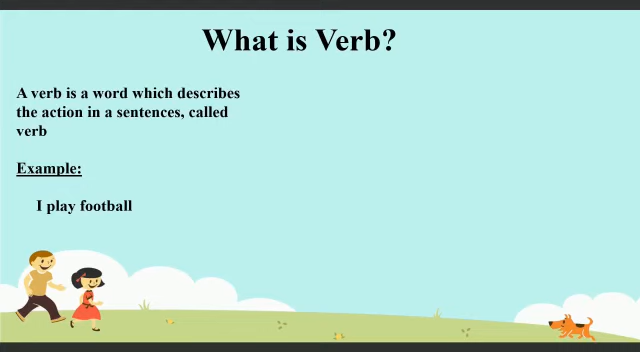 What is Verb?
A verb is a word which describes
the action in a sentences, called
verb
Example:
I play football